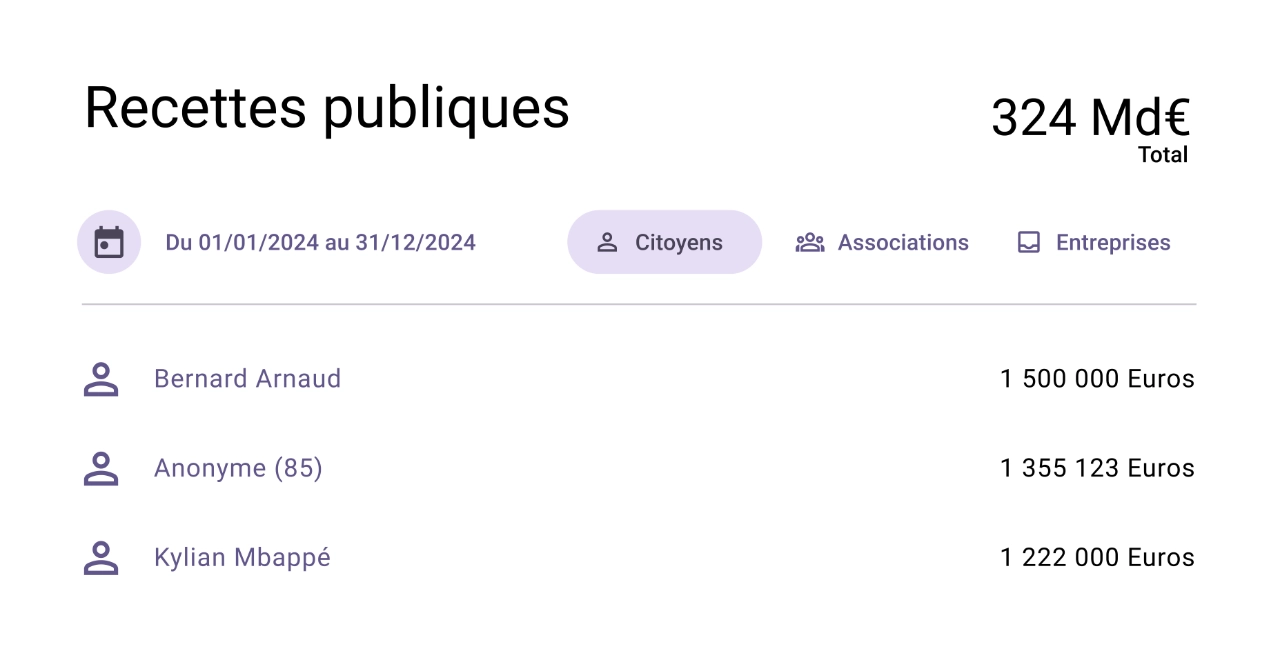 Recettes publiques
324 Md€
Total
Du 01/01/2024 au 31/12/2024
Citoyens
Associations
Entreprises
Bernard Arnaud
1 500 000 Euros
Anonyme (85)
1 355 123 Euros
Kylian Mbappé
1 222 000 Euros